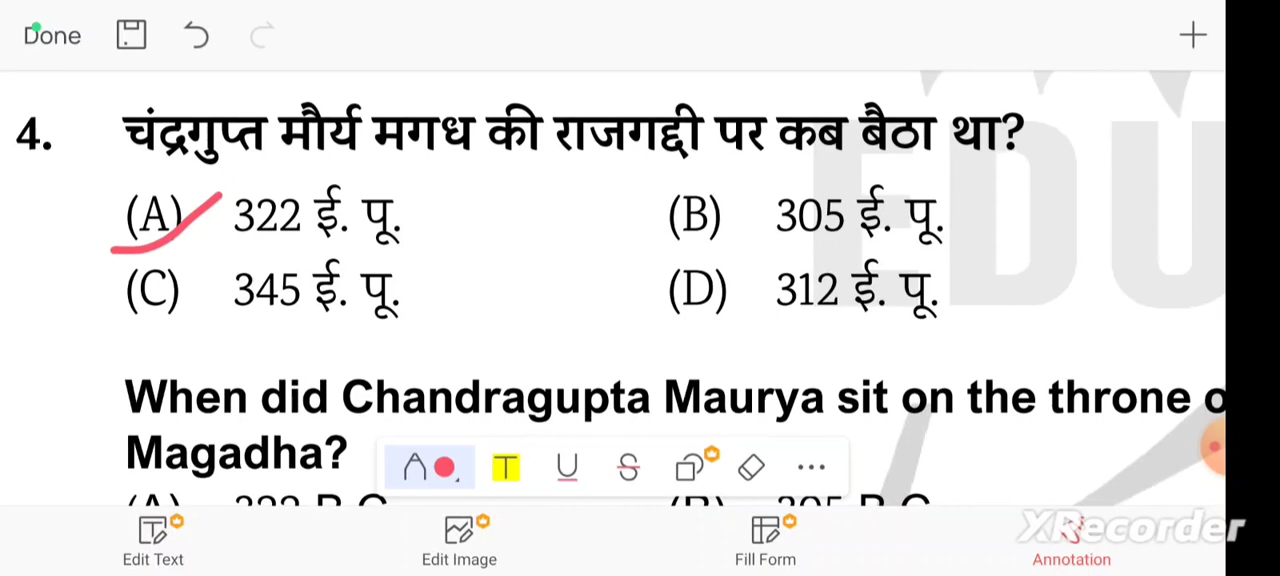 Done
4. चंद्रगुप्त मौर्य मगध की राजगद्दी पर कब बैठा था?
(A) 322 ई. पू. (B) 305 ई. पू.
(C) 345 ई. पू. (D) 312 ई. पू.
EDU
When did Chandragupta Maurya sit on the throne
Magadha?
Edit Text Edit Image Fill Form Annotation
XRecorder